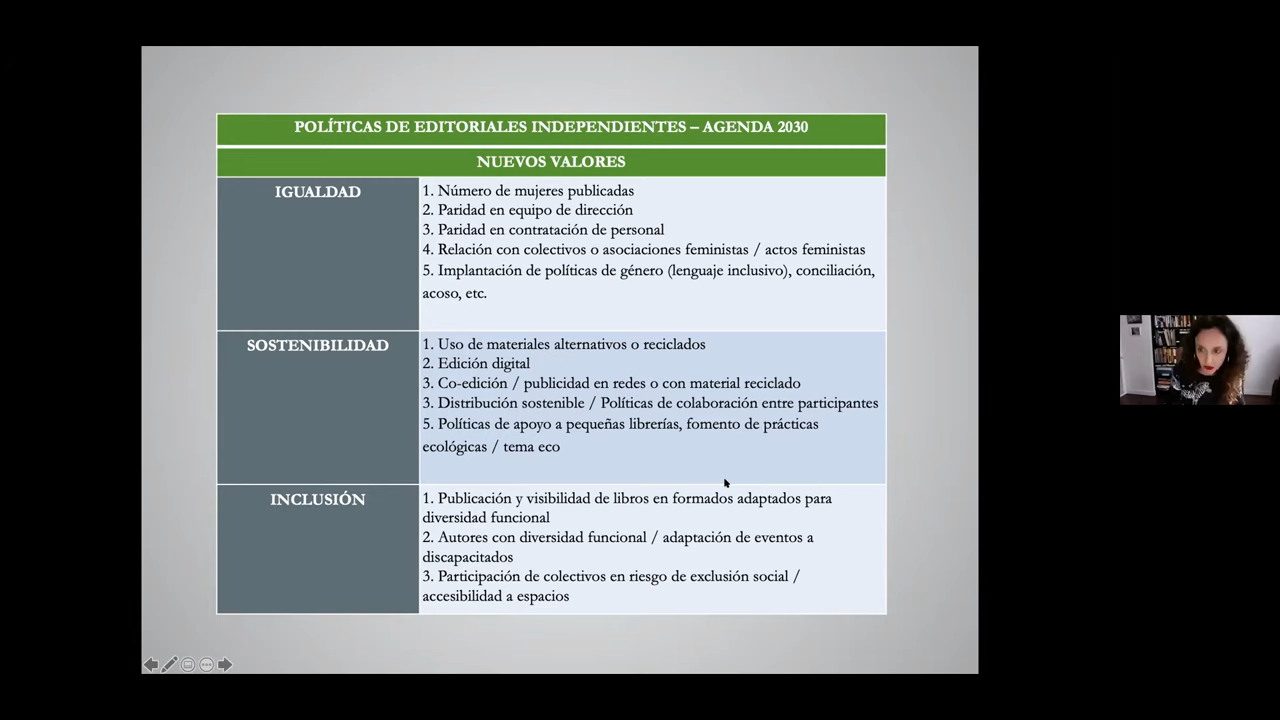 POLÍTICAS DE EDITORIALES INDEPENDIENTES – AGENDA 2030
NUEVOS VALORES
IGUALDAD
1. Número de mujeres publicadas
2. Paridad en equipo de dirección
3. Paridad en contratación de personal
4. Relación con colectivos o asociaciones feministas / actos feministas
5. Implantación de políticas de género (lenguaje inclusivo), conciliación,
acoso, etc.
SOSTENIBILIDAD
1. Uso de materiales alternativos o reciclados
2. Edición digital
3. Co-edición / publicidad en redes o con material reciclado
3. Distribución sostenible / Políticas de colaboración entre participantes
5. Políticas de apoyo a pequeñas librerías, fomento de prácticas
ecológicas / tema eco
INCLUSIÓN
1. Publicación y visibilidad de libros en formados adaptados para
diversidad funcional
2. Autores con diversidad funcional / adaptación de eventos a
discapacitados
3. Participación de colectivos en riesgo de exclusión social /
accesibilidad a espacios